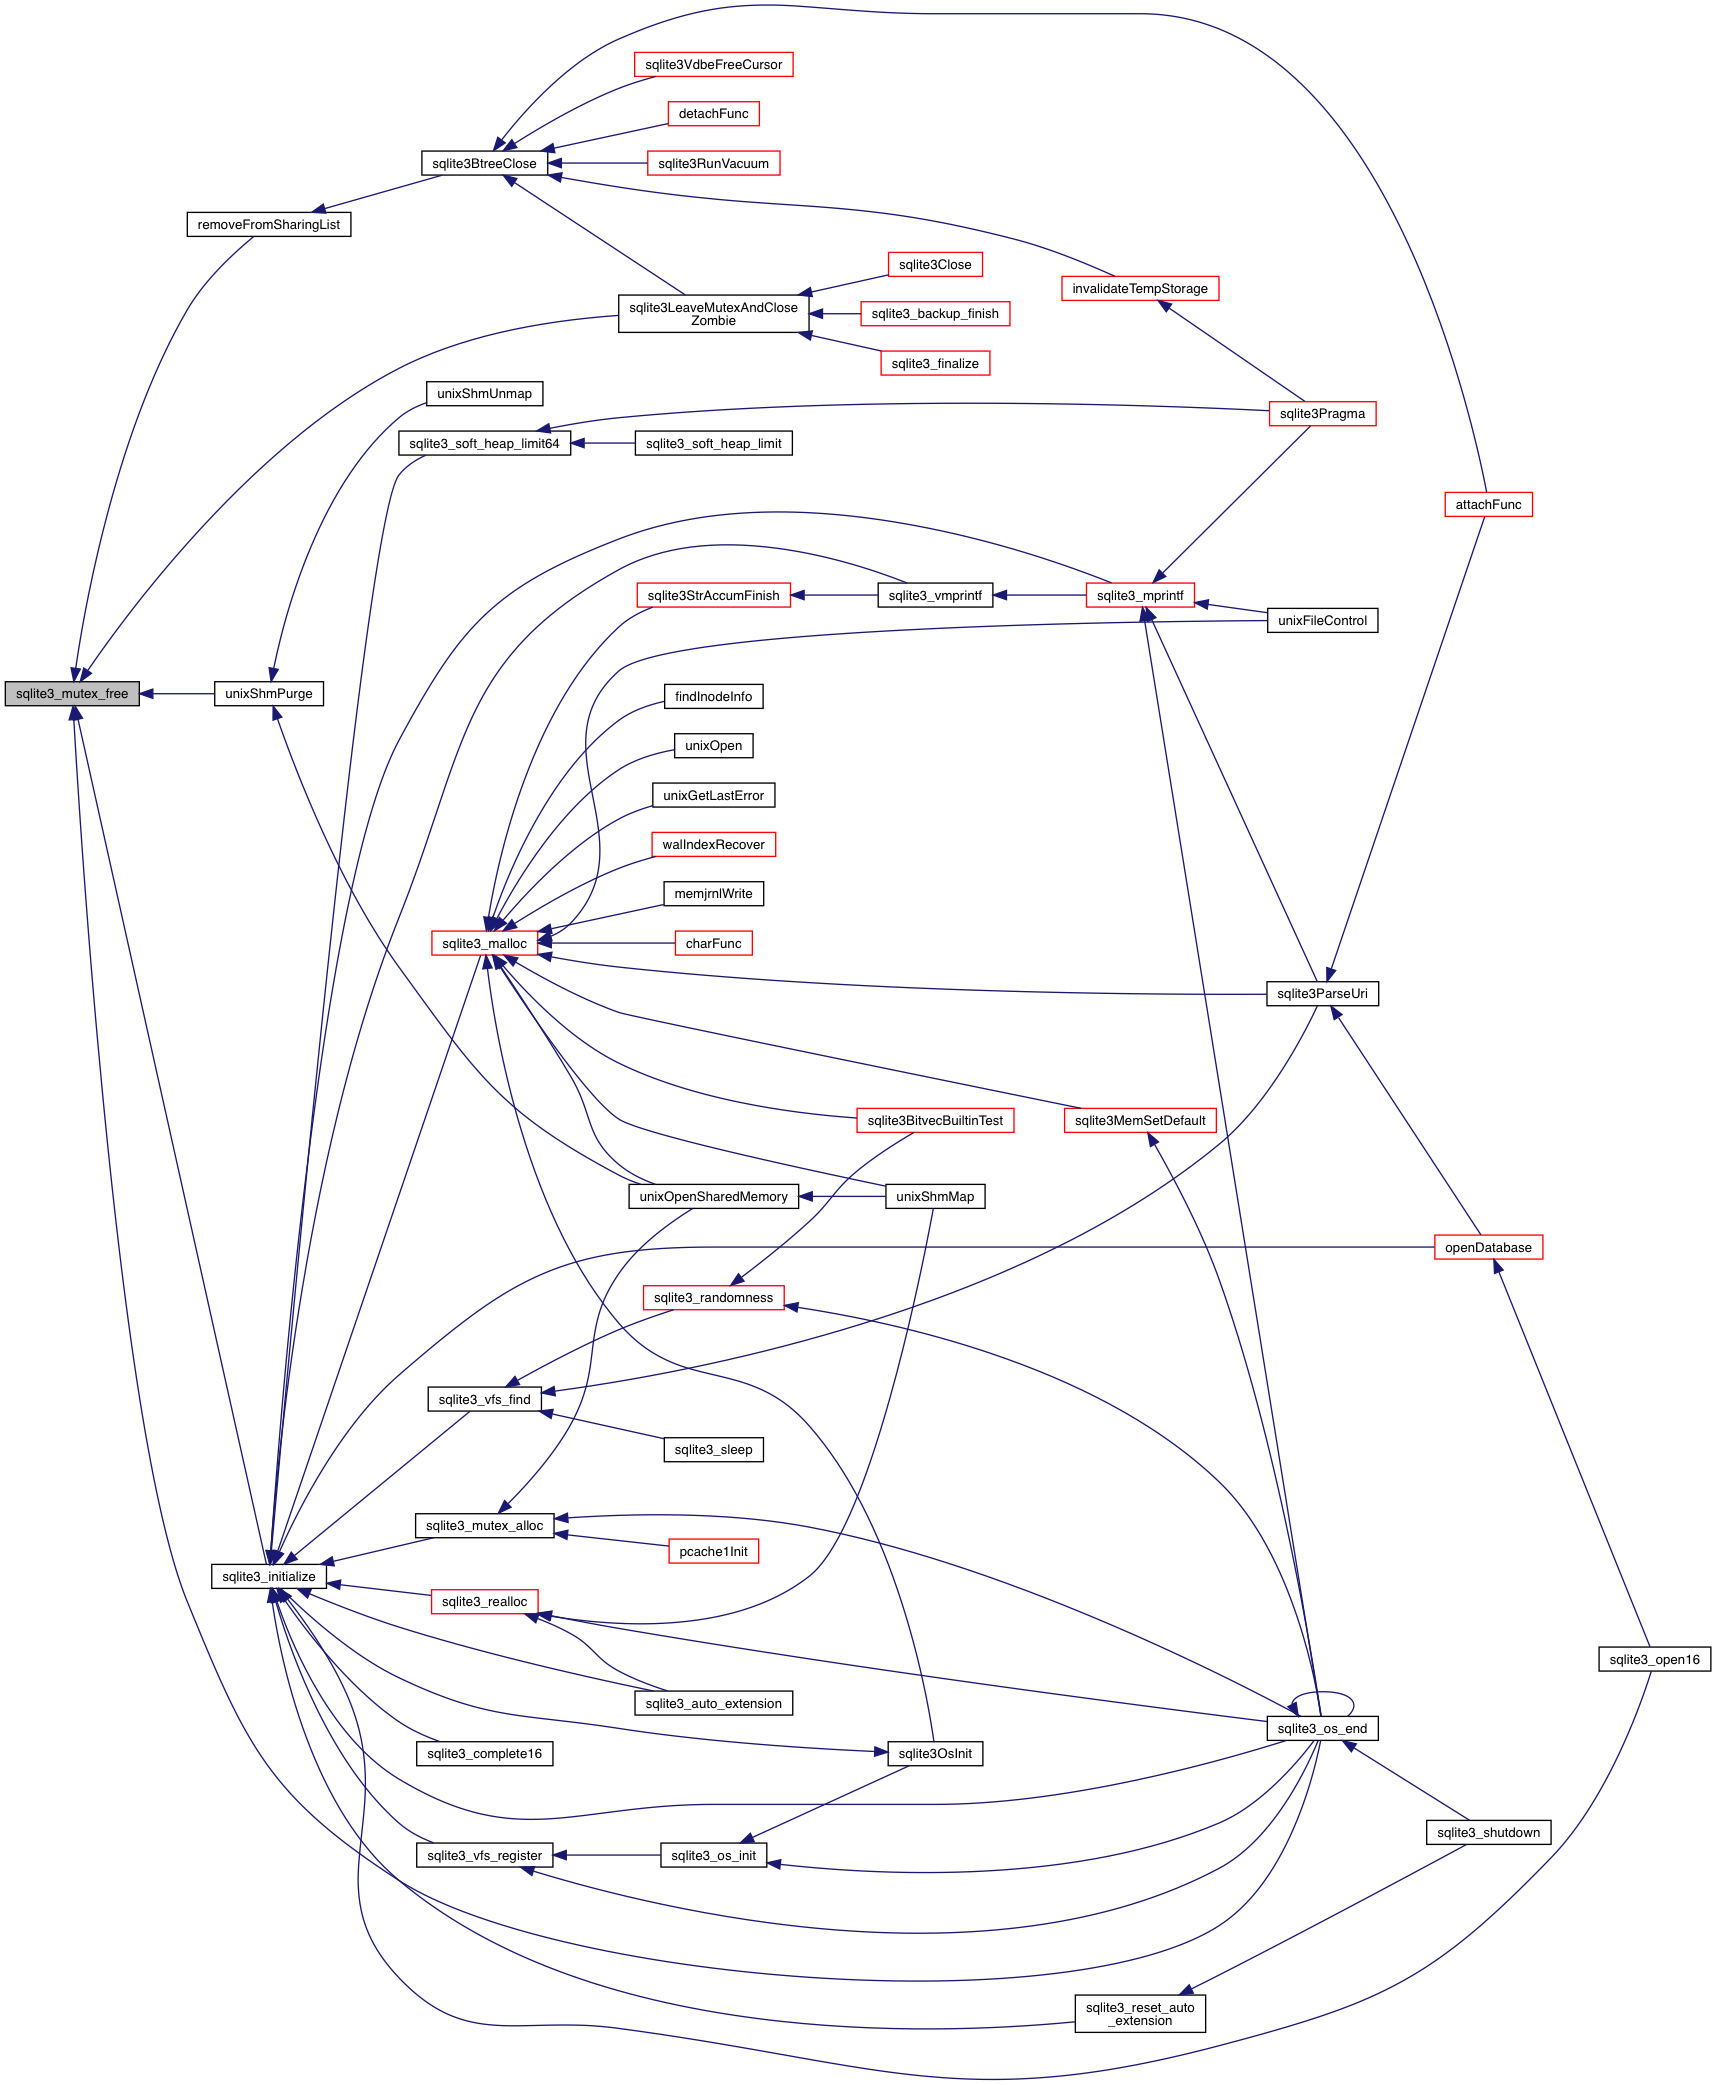 sqlite3VdbeFreeCursor
detachFunc
sqlite3BtreeClose
sqlite3RunVacuum
removeFromSharingList
sqlite3Close
invalidateTempStorage
sqlite3LeaveMutexAndClose
Zombie
sqlite3_backup_finish
sqlite3_finalize
unixShmUnmap
sqlite3Pragma
sqlite3_soft_heap_limit64
sqlite3_soft_heap_limit
attachFunc
sqlite3StrAccumFinish
sqlite3_vmprintf
sqlite3_mprintf
unixFileControl
sqlite3_mutex_free
unixShmPurge
findInodeInfo
unixOpen
unixGetLastError
walIndexRecover
memjrnlWrite
sqlite3_malloc
charFunc
sqlite3ParseUri
sqlite3BitvecBuiltinTest
sqlite3MemSetDefault
unixOpenSharedMemory
unixShmMap
openDatabase
sqlite3_randomness
sqlite3_vfs_find
sqlite3_sleep
sqlite3_mutex_alloc
pcache1Init
sqlite3_initialize
sqlite3_realloc
sqlite3_open16
sqlite3_auto_extension
sqlite3_os_end
sqlite3_complete16
sqlite3OsInit
sqlite3_shutdown
sqlite3_vfs_register
sqlite3_os_init
sqlite3_reset_auto
_extension